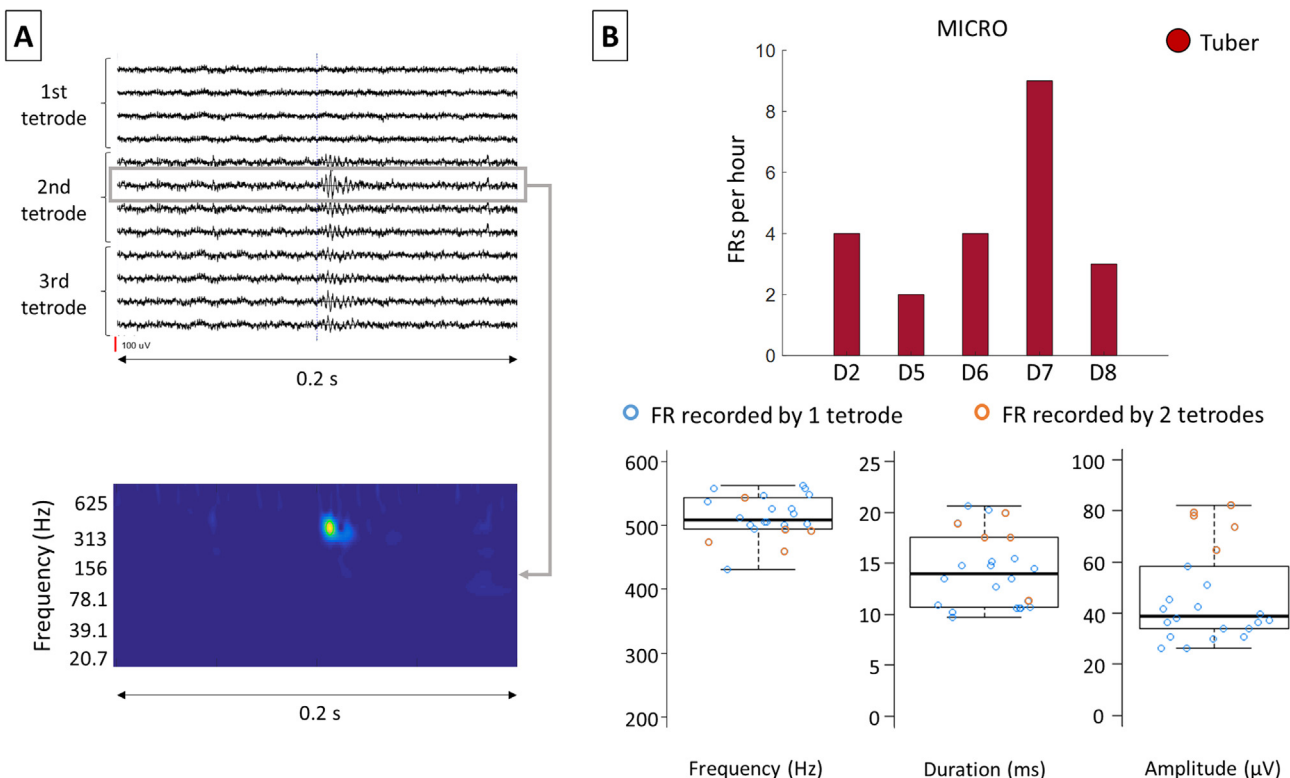 A
1st
tetrode
2nd
tetrode
3rd
tetrode
100 uV
0.2 s
Frequency (Hz)
625
313
156
78.1
39.1
20.7
0.2 s
B
MICRO
Tuber
FRs per hour
10
8
6
4
2
0
D2 D5 D6 D7 D8
FR recorded by 1 tetrode
FR recorded by 2 tetrodes
600
500
400
300
200
Frequency (Hz)
25
20
15
10
5
0
Duration (ms)
100
80
60
40
20
0
Amplitude (μV)